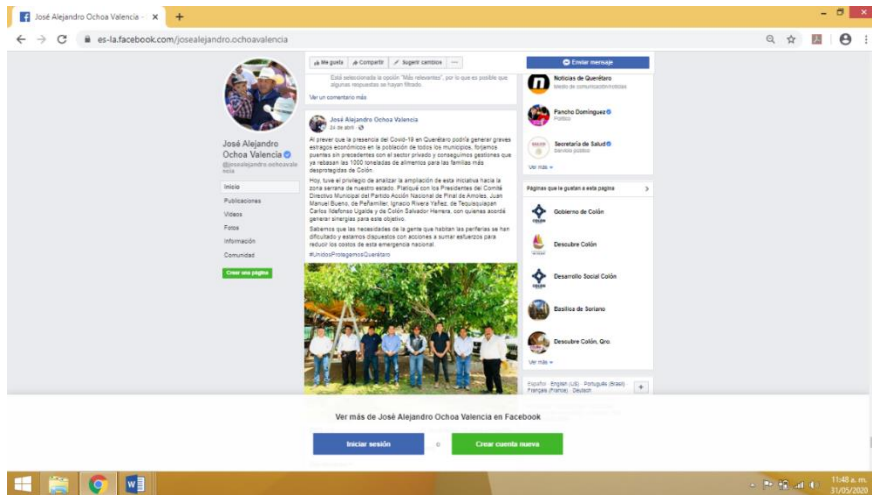 José Alejandro Ochoa Valencia -
es-la.facebook.com/josealejandro.ochoavalencia
José Alejandro
Ochoa Valencia
@josealejandro.ochoavale
ncia
Inicio
Publicaciones
Videos
Fotos
Información
Comunidad
Crear una página
Me gusta
Compartir
Sugerir cambios
Está seleccionada la opción "Más relevantes", por lo que es posible que
algunas respuestas se hayan filtrado.
Ver un comentario más
José Alejandro Ochoa Valencia
24 de abril ·
Al prever que la presencia del Covid-19 en Querétaro podría generar graves
estragos económicos en la población de todos los municipios, forjamos
puentes sin precedentes con el sector privado y conseguimos gestiones que
ya rebasan las 1000 toneladas de alimentos para las familias más
desprotegidas de Colón.
Hoy, tuve el privilegio de analizar la ampliación de esta iniciativa hacia la
zona serrana de nuestro estado. Platiqué con los Presidentes del Comité
Directivo Municipal del Partido Acción Nacional de Pinal de Amoles, Juan
Manuel Bueno, de Peñamiller, Ignacio Rivera Yáñez, de Tequisquiapan
Carlos Ildefonso Ugalde y de Colón Salvador Herrera, con quienes acordé
generar sinergias para este objetivo.
Sabemos que las necesidades de la gente que habitan las periferias se han
dificultado y estamos dispuestos con acciones a sumar esfuerzos para
reducir los costos de esta emergencia nacional.
#UnidosProtegemosQuerétaro
Enviar mensaje
Noticias de Querétaro
Medio de comunicación/noticias
Pancho Domínguez
Político
Secretaría de Salud
Servicios públicos
Ver más
Páginas que le gustan a esta página
Gobierno de Colón
Descubre Colón
Desarrollo Social Colón
Basílica de Soriano
Descubre Colón, Qro.
Ver más
Español · English (US) · Português (Brasil) ·
Français (France) · Deutsch
Ver más de José Alejandro Ochoa Valencia en Facebook
Iniciar sesión
o
Crear cuenta nueva
11:48 a. m.
31/05/2020